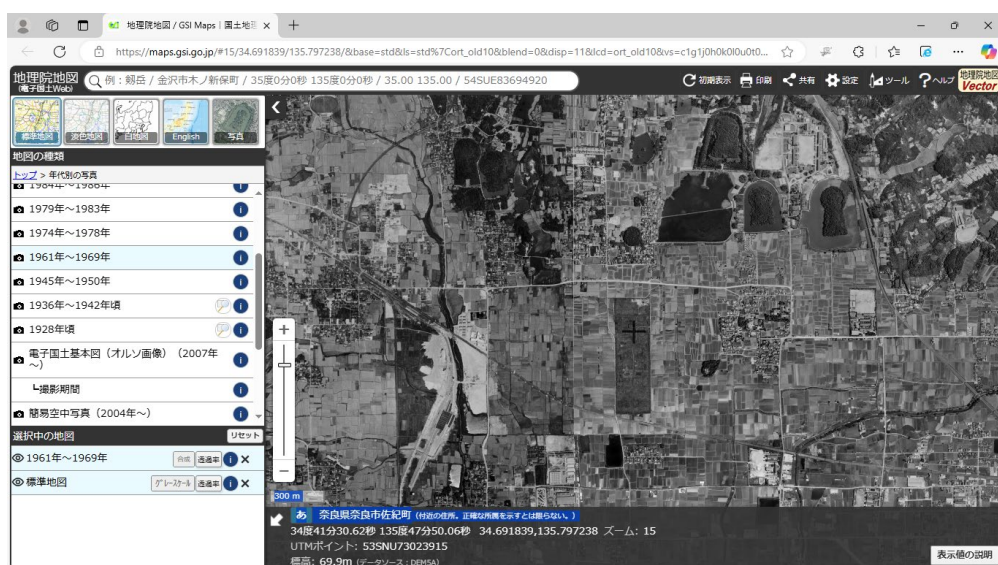 地理院地図 / GSI Maps | 国土地理
https://maps.gsi.go.jp/#15/34.691839/135.797238/&base=std&ls=std%7Cort_old10&blend=0&disp=11&lcd=ort_old10&vs=c1g1j0h0k0l0u0t0...
地理院地図
(電子国土Web)
例：剱岳 / 金沢市木ノ新保町 / 35度0分0秒 135度0分0秒 / 35.00 135.00 / 54SUE83694920
初期表示 印刷 共有 設定 ツール ヘルプ 地理院地図 Vector
標準地図 淡色地図 白地図 English 写真
地図の種類
トップ > 年代別の写真
1984年～1986年
1979年～1983年
1974年～1978年
1961年～1969年
1945年～1950年
1936年～1942年頃
1928年頃
電子国土基本図（オルソ画像）（2007年
～）
┗撮影期間
簡易空中写真（2004年～）
選択中の地図 リセット
1961年～1969年 合成 透過率
標準地図 グレースケール 透過率
300 m
あ 奈良県奈良市佐紀町 (付近の住所。正確な所属を示すとは限らない。)
34度41分30.62秒 135度47分50.06秒 34.691839,135.797238 ズーム: 15
UTMポイント: 53SNU73023915
標高: 69.9m (データソース：DEM5A)
表示値の説明